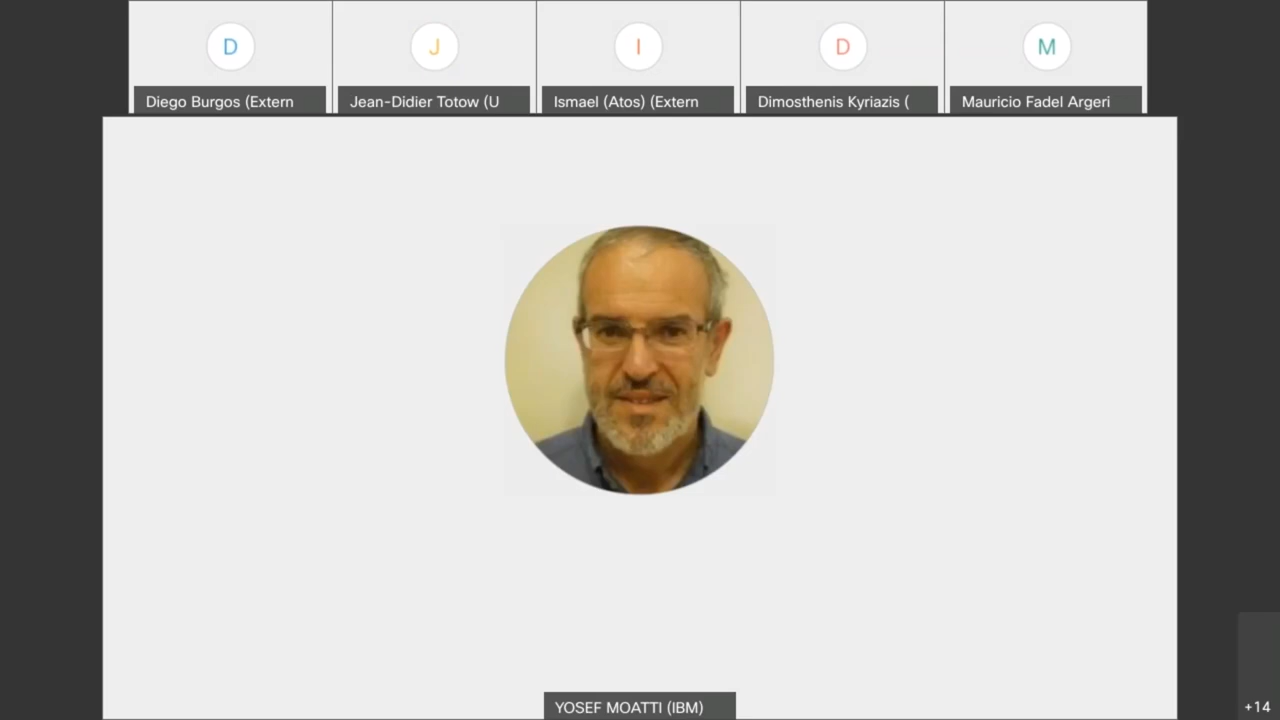 D
J
I
D
M
Diego Burgos (Extern
Jean-Didier Totow (U
Ismael (Atos) (Extern
Dimosthenis Kyriazis (
Mauricio Fadel Argeri
YOSEF MOATTI (IBM)
+14